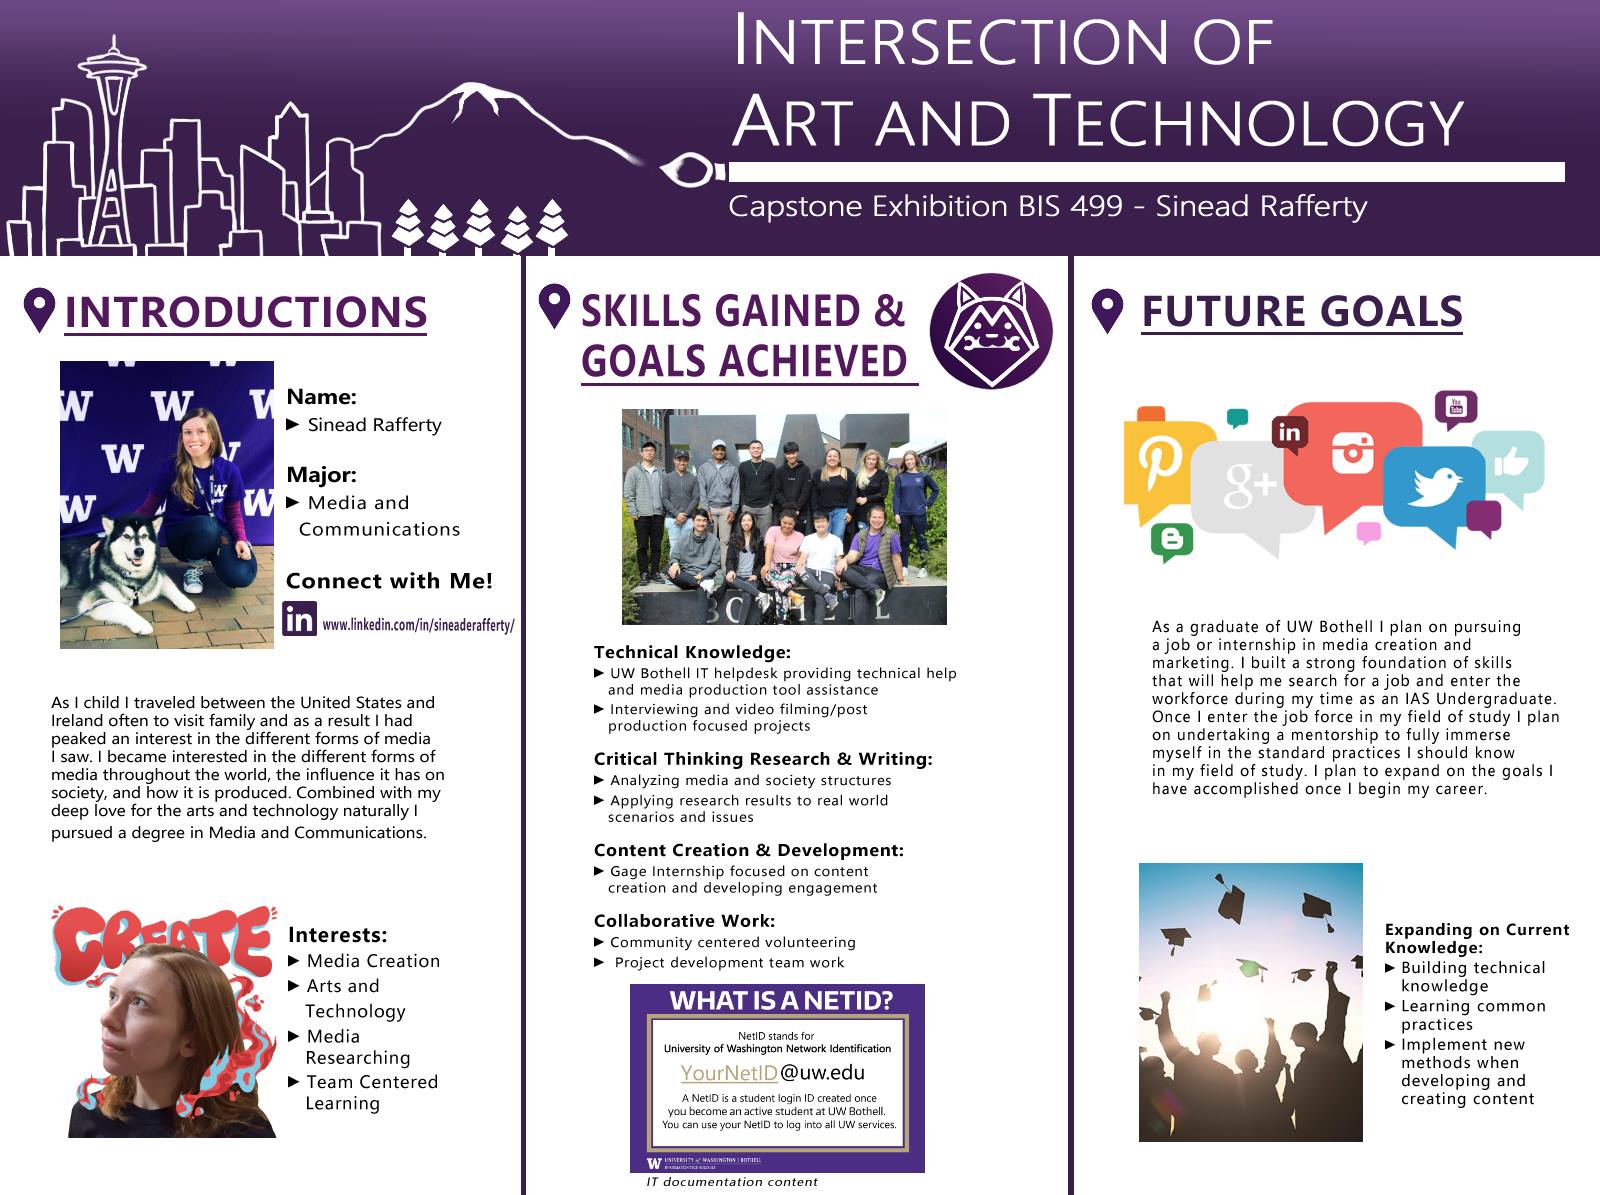 INTERSECTION OF
ART AND TECHNOLOGY
Capstone Exhibition BIS 499 - Sinead Rafferty
INTRODUCTIONS
W W W
W W
W W
Name:
► Sinead Rafferty
Major:
► Media and
Communications
Connect with Me!
in www.linkedin.com/in/sineaderafferty/
As I child I traveled between the United States and
Ireland often to visit family and as a result I had
peaked an interest in the different forms of media
I saw. I became interested in the different forms of
media throughout the world, the influence it has on
society, and how it is produced. Combined with my
deep love for the arts and technology naturally I
pursued a degree in Media and Communications.
CREATE
Interests:
► Media Creation
► Arts and
Technology
► Media
Researching
► Team Centered
Learning
SKILLS GAINED &
GOALS ACHIEVED
W
BOTHELL
Technical Knowledge:
► UW Bothell IT helpdesk providing technical help
and media production tool assistance
► Interviewing and video filming/post
production focused projects
Critical Thinking Research & Writing:
► Analyzing media and society structures
► Applying research results to real world
scenarios and issues
Content Creation & Development:
► Gage Internship focused on content
creation and developing engagement
Collaborative Work:
► Community centered volunteering
► Project development team work
WHAT IS A NETID?
NetID stands for
University of Washington Network Identification
YourNetID@uw.edu
A NetID is a student login ID created once
you become an active student at UW Bothell.
You can use your NetID to log into all UW services.
W UNIVERSITY of WASHINGTON | BOTHELL
INFORMATION TECHNOLOGIES
IT documentation content
FUTURE GOALS
You
Tube
in
g+
As a graduate of UW Bothell I plan on pursuing
a job or internship in media creation and
marketing. I built a strong foundation of skills
that will help me search for a job and enter the
workforce during my time as an IAS Undergraduate.
Once I enter the job force in my field of study I plan
on undertaking a mentorship to fully immerse
myself in the standard practices I should know
in my field of study. I plan to expand on the goals I
have accomplished once I begin my career.
Expanding on Current
Knowledge:
► Building technical
knowledge
► Learning common
practices
► Implement new
methods when
developing and
creating content